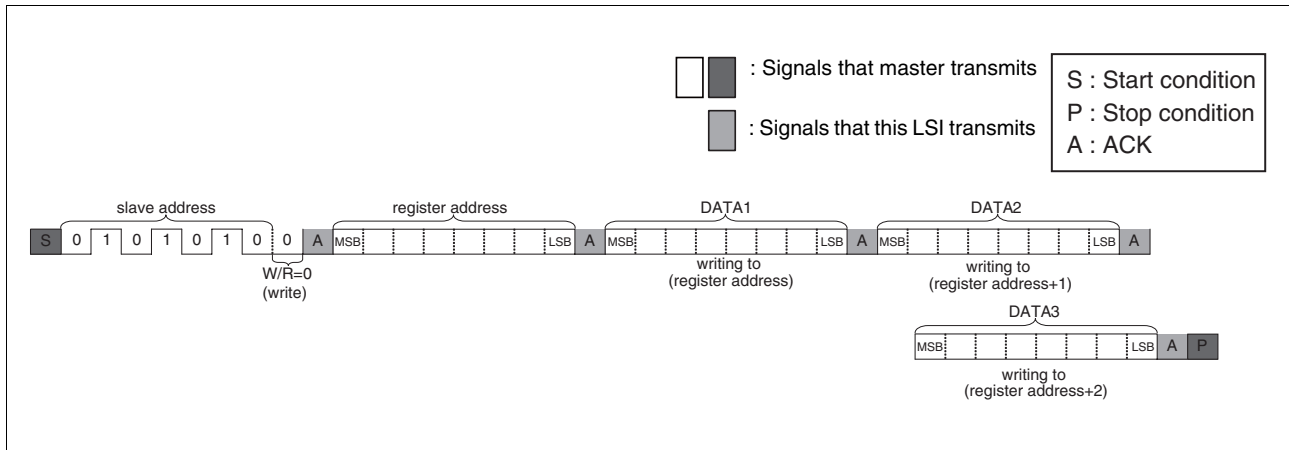 : Signals that master transmits
: Signals that this LSI transmits
S : Start condition
P : Stop condition
A : ACK
slave address
register address
DATA1
DATA2
S 0 1 0 1 0 1 0 0 A MSB LSB A MSB LSB A MSB LSB A
W/R=0
(write)
writing to
(register address)
writing to
(register address+1)
DATA3
MSB LSB A P
writing to
(register address+2)